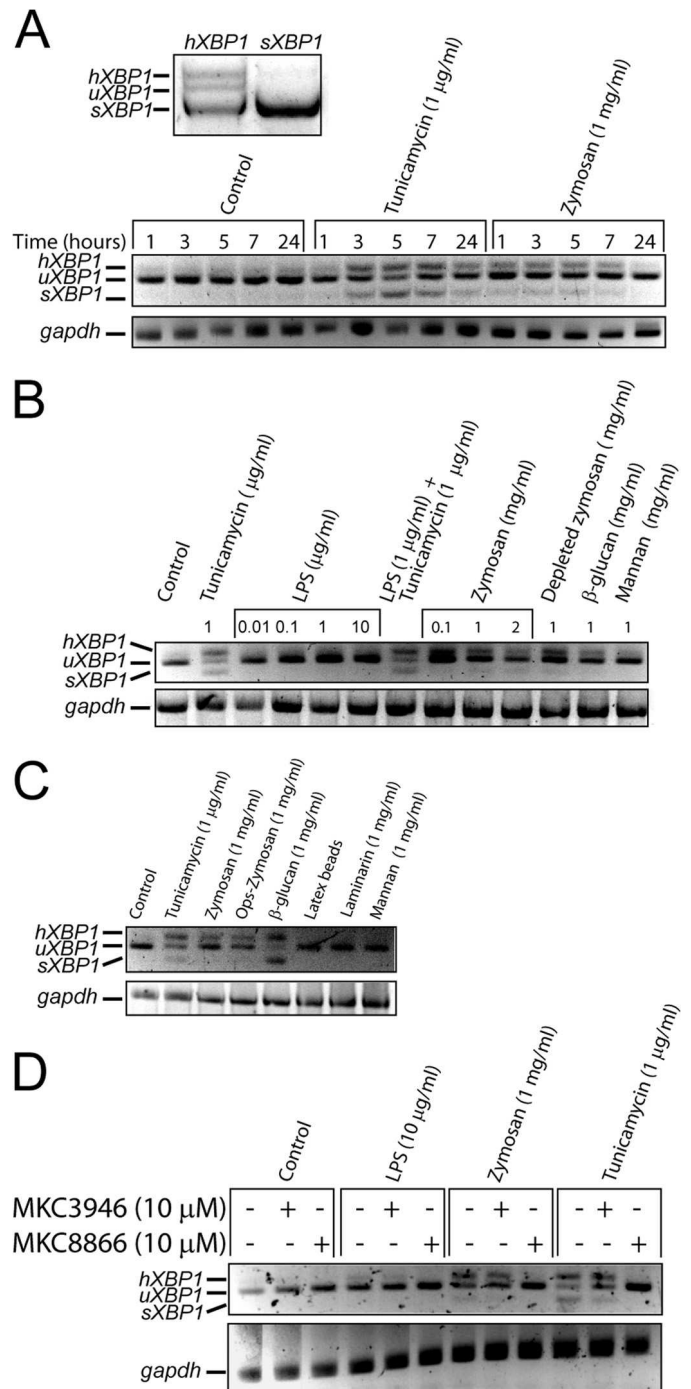 A
hXBP1 sXBP1
hXBP1
uXBP1
sXBP1
Control
Tunicamycin (1 µg/ml)
Zymosan (1 mg/ml)
Time (hours) 1 3 5 7 24 1 3 5 7 24 1 3 5 7 24
hXBP1
uXBP1
sXBP1
gapdh
B
Control
Tunicamycin ( µg/ml)
LPS (µg/ml)
LPS (1 µg/ml) +
Tunicamycin (1 µg/ml)
Zymosan (mg/ml)
Depleted zymosan ( mg/ml)
β-glucan (mg/ml)
Mannan (mg/ml)
1 0.01 0.1 1 10 0.1 1 2 1 1 1
hXBP1
uXBP1
sXBP1
gapdh
C
Control
Tunicamycin (1 µg/ml)
Zymosan (1 mg/ml)
Ops-Zymosan (1 mg/ml)
β-glucan (1 mg/ml)
Latex beads
Laminarin (1 mg/ml)
Mannan (1 mg/ml)
hXBP1
uXBP1
sXBP1
gapdh
D
Control
LPS (10 µg/ml)
Zymosan (1 mg/ml)
Tunicamycin (1 µg/ml)
MKC3946 (10 µM) - + - - + - - + - - + -
MKC8866 (10 µM) - - + - - + - - + - - +
hXBP1
uXBP1
sXBP1
gapdh